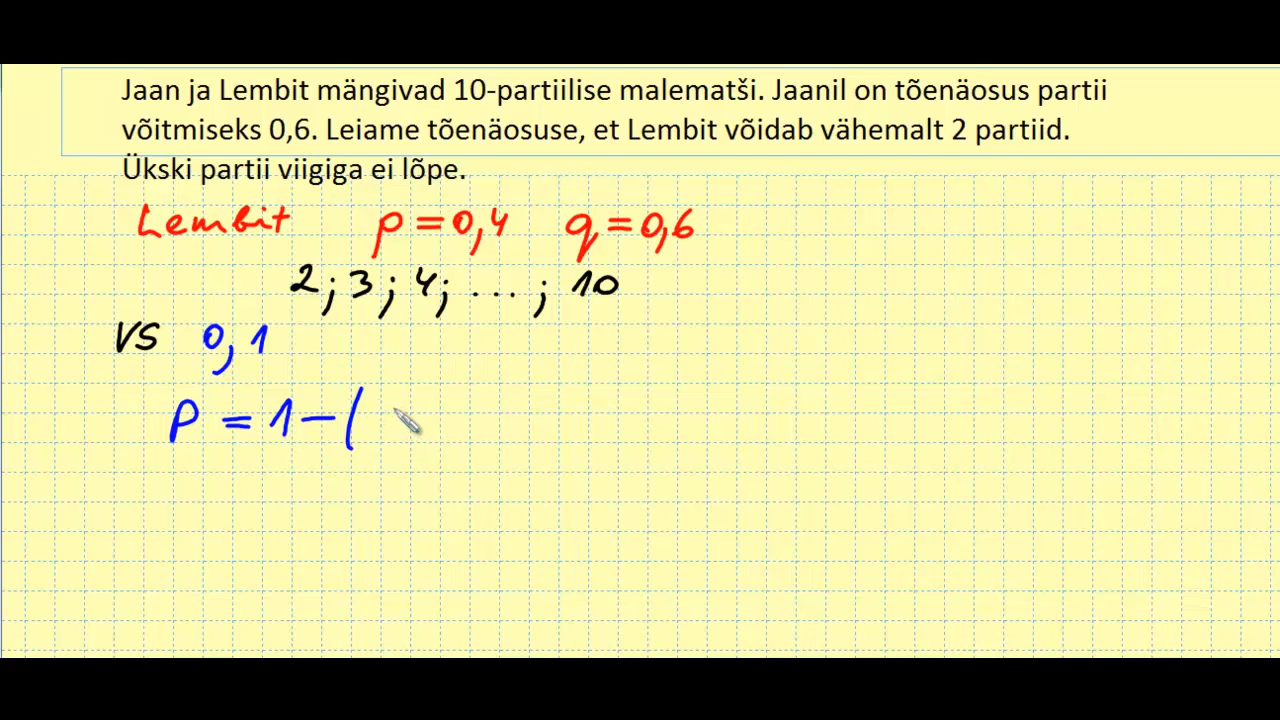 Jaan ja Lembit mängivad 10-partiilise malematši. Jaanil on tõenäosus partii
võitmiseks 0,6. Leiame tõenäosuse, et Lembit võidab vähemalt 2 partiid.
Ükski partii viigiga ei lõpe.
Lembit p = 0,4 q = 0,6
2; 3; 4; ...; 10
VS 0, 1
P = 1 - (